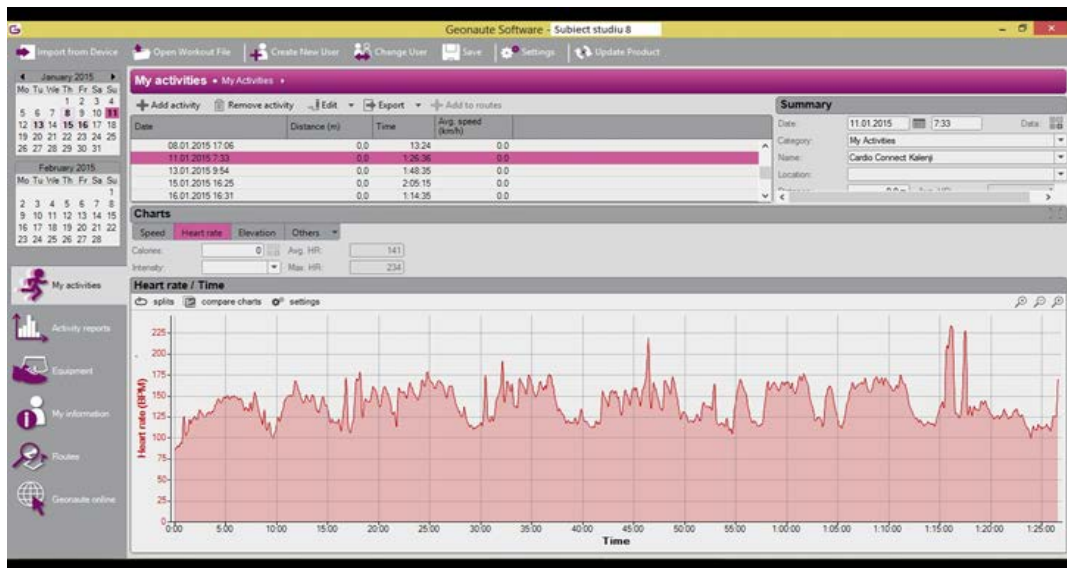 Geonaute Software - Subiect studiu 8
Import from Device Open Workout File Create New User Change User Save Settings Update Product
January 2015
Mo Tu We Th Fr Sa Su
1 2 3 4
5 6 7 8 9 10 11
12 13 14 15 16 17 18
19 20 21 22 23 24 25
26 27 28 29 30 31
February 2015
Mo Tu We Th Fr Sa Su
1
2 3 4 5 6 7 8
9 10 11 12 13 14 15
16 17 18 19 20 21 22
23 24 25 26 27 28
My activities
Activity reports
Equipment
My information
Routes
Geonaute online
My activities • My Activities
Add activity Remove activity Edit Export Add to routes
Date Distance (m) Time Avg. speed (km/h)
08.01.2015 17:06 0,0 13:24 0.0
11.01.2015 7:33 0,0 1:26:36 0.0
13.01.2015 9:54 0,0 1:48:35 0.0
15.01.2015 16:25 0,0 2:05:15 0.0
16.01.2015 16:31 0,0 1:14:35 0.0
Summary
Date: 11.01.2015 7:33 Data:
Category: My Activities
Name: Cardio Connect Kalenji
Location:
Charts
Speed Heart rate Elevation Others
Calories: 0 Avg. HR: 141
Intensity: Max. HR: 234
Heart rate / Time
splits compare charts settings
Heart rate (BPM)
225
200
175
150
125
100
75
50
25
0
0:00 5:00 10:00 15:00 20:00 25:00 30:00 35:00 40:00 45:00 50:00 55:00 1:00:00 1:05:00 1:10:00 1:15:00 1:20:00 1:25:00
Time